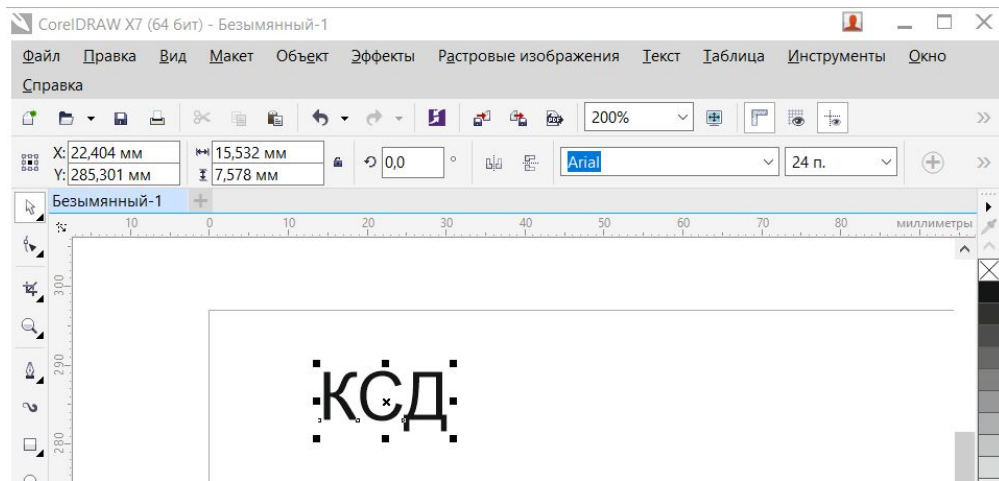 CorelDRAW X7 (64 бит) - Безымянный-1
Файл Правка Вид Макет Объект Эффекты Растровые изображения Текст Таблица Инструменты Окно
Справка
PDF 200%
X: 22,404 мм 15,532 мм 0,0 ° Arial 24 п.
Y: 285,301 мм 7,578 мм
Безымянный-1
10 0 10 20 30 40 50 60 70 80 миллиметры
300
290
КСД
280